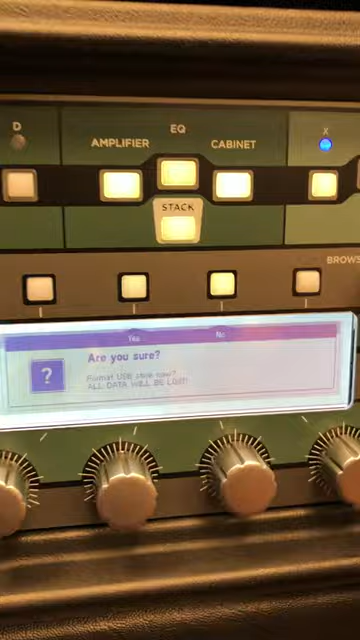 D
EQ
X
AMPLIFIER
CABINET
STACK
BROWS
Yes
No
Are you sure?
?
Format USB stick now?
ALL DATA WILL BE LOST!